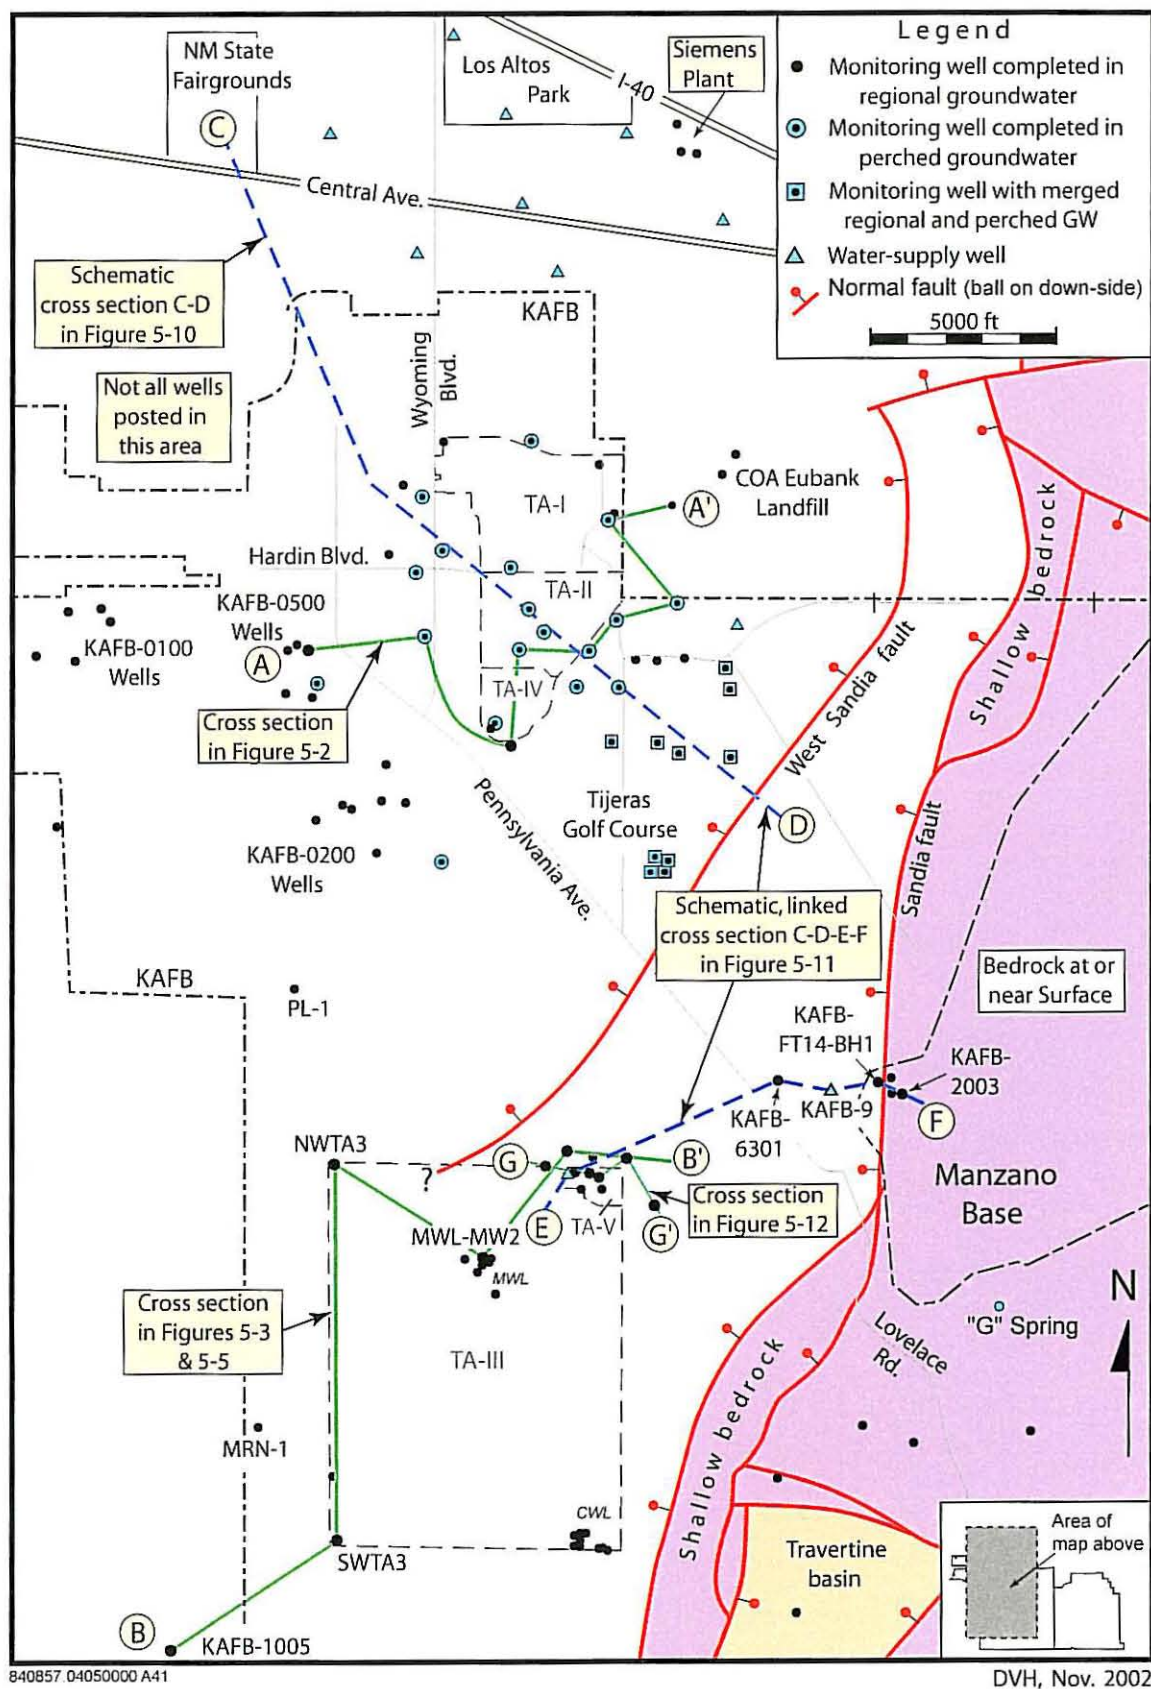 NM State
Fairgrounds
C
Los Altos
Park
I-40
Siemens
Plant
Legend
Monitoring well completed in
regional groundwater
Monitoring well completed in
perched groundwater
Monitoring well with merged
regional and perched GW
Water-supply well
Normal fault (ball on down-side)
5000 ft
Central Ave.
Schematic
cross section C-D
in Figure 5-10
KAFB
Wyoming
Blvd.
Not all wells
posted in
this area
TA-I
A'
COA Eubank
Landfill
Shallow bedrock
Hardin Blvd.
TA-II
KAFB-0500
Wells
KAFB-0100
Wells
A
West Sandia fault
TA-IV
Cross section
in Figure 5-2
Pennsylvania Ave.
Tijeras
Golf Course
D
KAFB-0200
Wells
Sandia fault
Schematic, linked
cross section C-D-E-F
in Figure 5-11
Bedrock at or
near Surface
KAFB
PL-1
KAFB-
FT14-BH1
KAFB-
2003
KAFB-9
KAFB-
6301
F
NWTA3
G
B'
?
Manzano
Base
Cross section
in Figure 5-12
E
TA-V
G'
MWL-MW2
MWL
N
"G" Spring
Cross section
in Figures 5-3
& 5-5
TA-III
Lovelace
Rd.
Shallow bedrock
MRN-1
CWL
SWTA3
Travertine
basin
Area of
map above
B
KAFB-1005
840857.04050000 A41
DVH, Nov. 2002